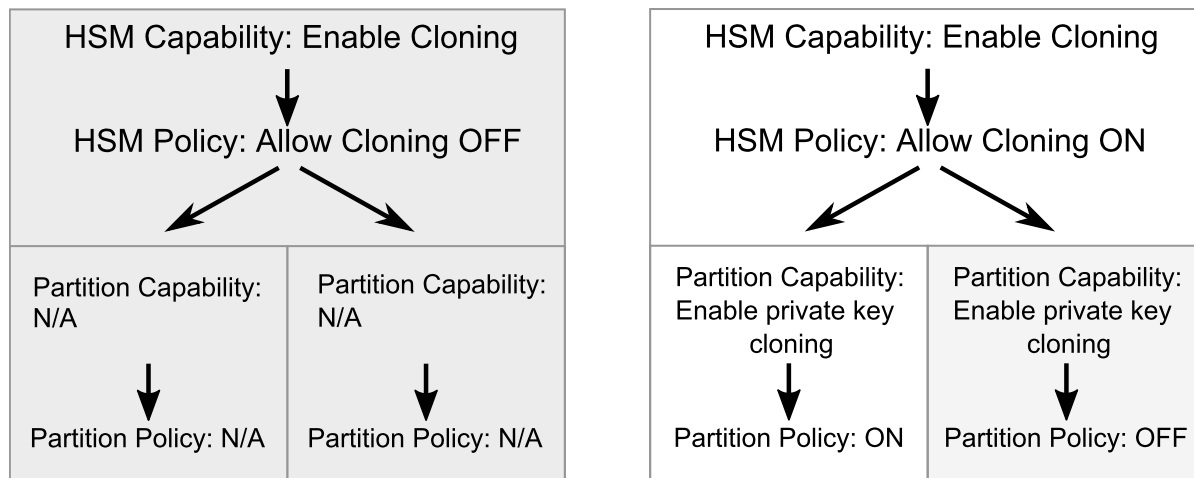 HSM Capability: Enable Cloning
HSM Policy: Allow Cloning OFF
Partition Capability:
N/A
Partition Policy: N/A
Partition Capability:
N/A
Partition Policy: N/A
HSM Capability: Enable Cloning
HSM Policy: Allow Cloning ON
Partition Capability:
Enable private key
cloning
Partition Policy: ON
Partition Capability:
Enable private key
cloning
Partition Policy: OFF